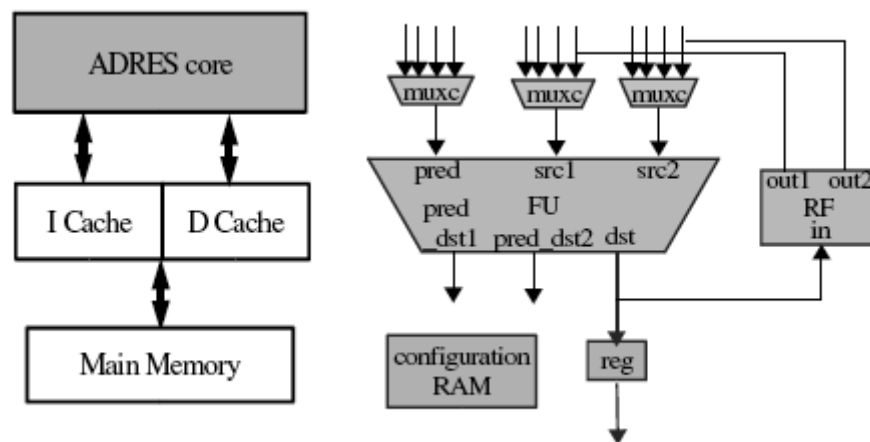 ADRES core
I Cache
D Cache
Main Memory
muxc
muxc
muxc
pred
src1
src2
pred
FU
_dst1
pred_dst2
dst
out1
out2
RF
in
configuration
RAM
reg